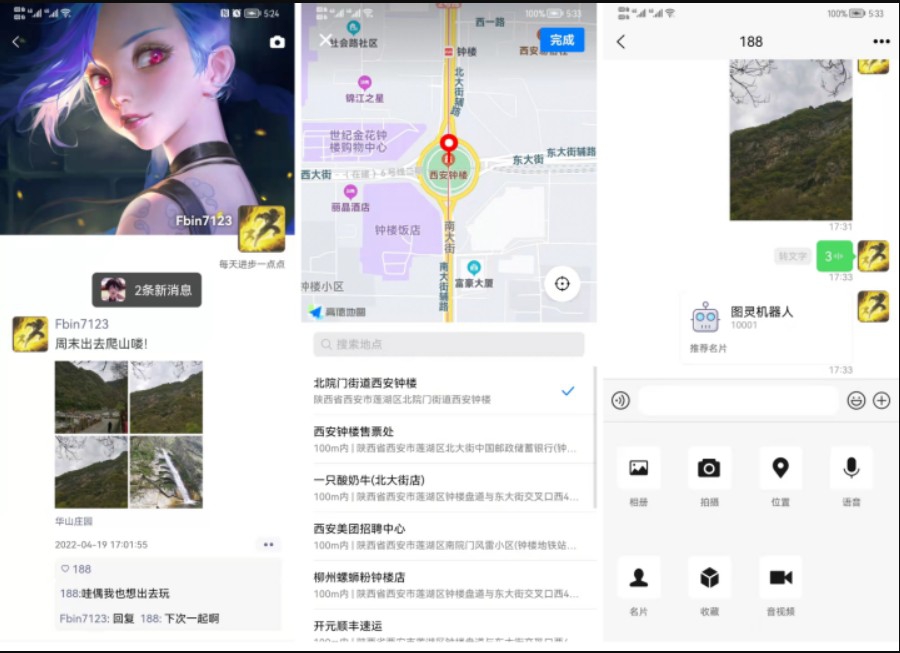 5:24
Fbin7123
每天进步一点点
2条新消息
Fbin7123
周末出去爬山喽!
华山庄园
2022-04-19 17:01:55
188
188:哇偶我也想出去玩
Fbin7123: 回复 188: 下次一起啊
100% 5:33
完成
社会路社区
西一路
钟楼
北大街辅路
锦江之星
世纪金花钟
楼购物中心
西大街
东大街
东大街辅路
西安钟楼
丽晶酒店
钟楼饭店
南大街
南大街辅路
富豪大厦
钟楼小区
高德地图
搜索地点
北院门街道西安钟楼
陕西省西安市莲湖区北院门街道西安钟楼
西安钟楼售票处
100m内 | 陕西省西安市莲湖区北大街中国邮政储蓄银行(钟...
一只酸奶牛(北大街店)
100m内 | 陕西省西安市莲湖区钟楼盘道与东大街交叉口西4...
西安美团招聘中心
100m内 | 陕西省西安市莲湖区南院门风雷小区(钟楼地铁站...
柳州螺蛳粉钟楼店
100m内 | 陕西省西安市莲湖区钟楼盘道与东大街交叉口西4...
开元顺丰速运
100% 5:33
188
17:31
转文字
3
17:33
图灵机器人
10001
推荐名片
17:33
相册
拍摄
位置
语音
名片
收藏
音视频